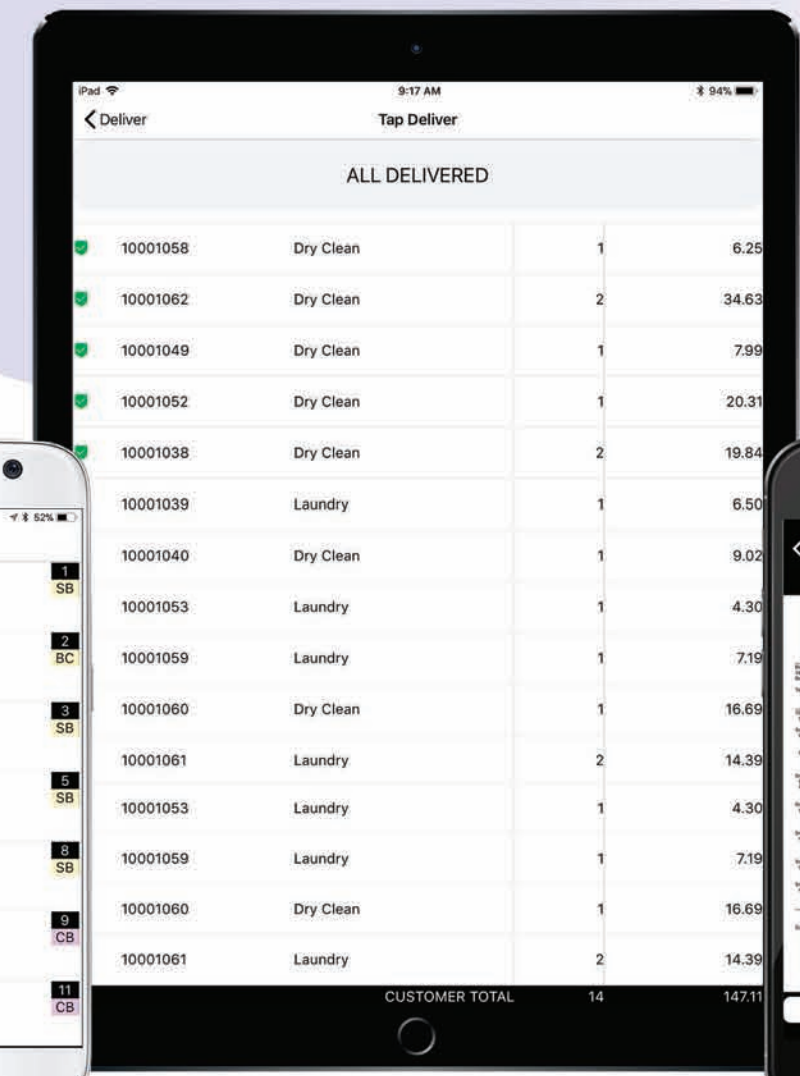 iPad 9:17 AM 94%
Deliver Tap Deliver
ALL DELIVERED
10001058 Dry Clean 1 6.25
10001062 Dry Clean 2 34.63
10001049 Dry Clean 1 7.99
10001052 Dry Clean 1 20.31
10001038 Dry Clean 2 19.84
10001039 Laundry 1 6.50
10001040 Dry Clean 1 9.02
10001053 Laundry 1 4.30
10001059 Laundry 1 7.19
10001060 Dry Clean 1 16.69
10001061 Laundry 2 14.39
10001053 Laundry 1 4.30
10001059 Laundry 1 7.19
10001060 Dry Clean 1 16.69
10001061 Laundry 2 14.39
CUSTOMER TOTAL 14 147.11
52%
1
SB
2
BC
3
SB
5
SB
8
SB
9
CB
11
CB